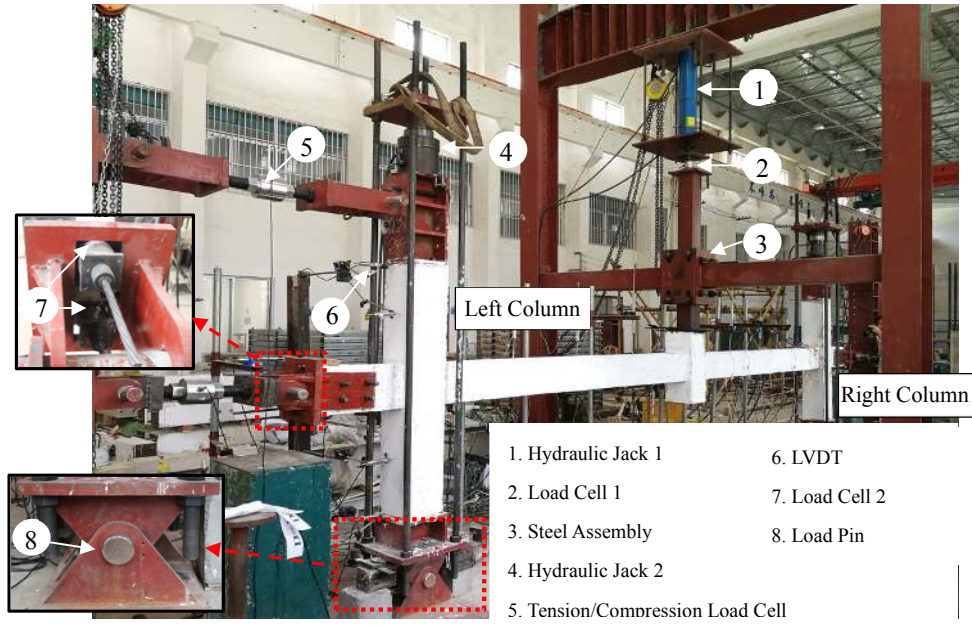 1
2
3
4
5
6
7
8
Left Column
Right Column
1. Hydraulic Jack 1
2. Load Cell 1
3. Steel Assembly
4. Hydraulic Jack 2
5. Tension/Compression Load Cell
6. LVDT
7. Load Cell 2
8. Load Pin